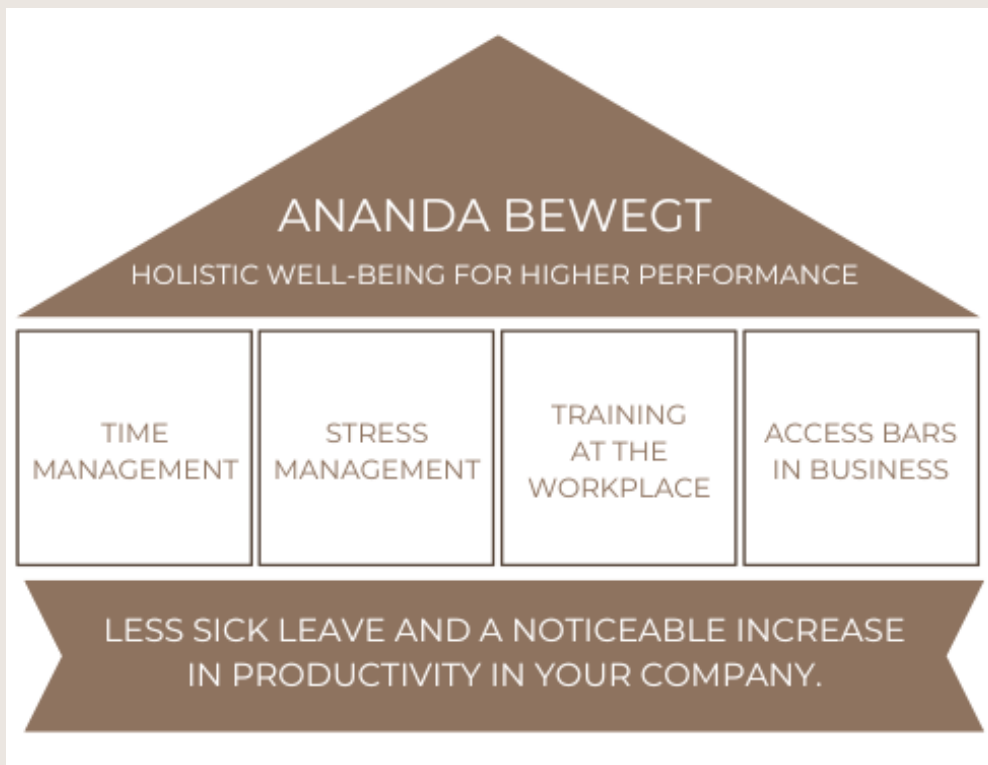 ANANDA BEWEGT
HOLISTIC WELL-BEING FOR HIGHER PERFORMANCE
TIME
MANAGEMENT
STRESS
MANAGEMENT
TRAINING
AT THE
WORKPLACE
ACCESS BARS
IN BUSINESS
LESS SICK LEAVE AND A NOTICEABLE INCREASE
IN PRODUCTIVITY IN YOUR COMPANY.